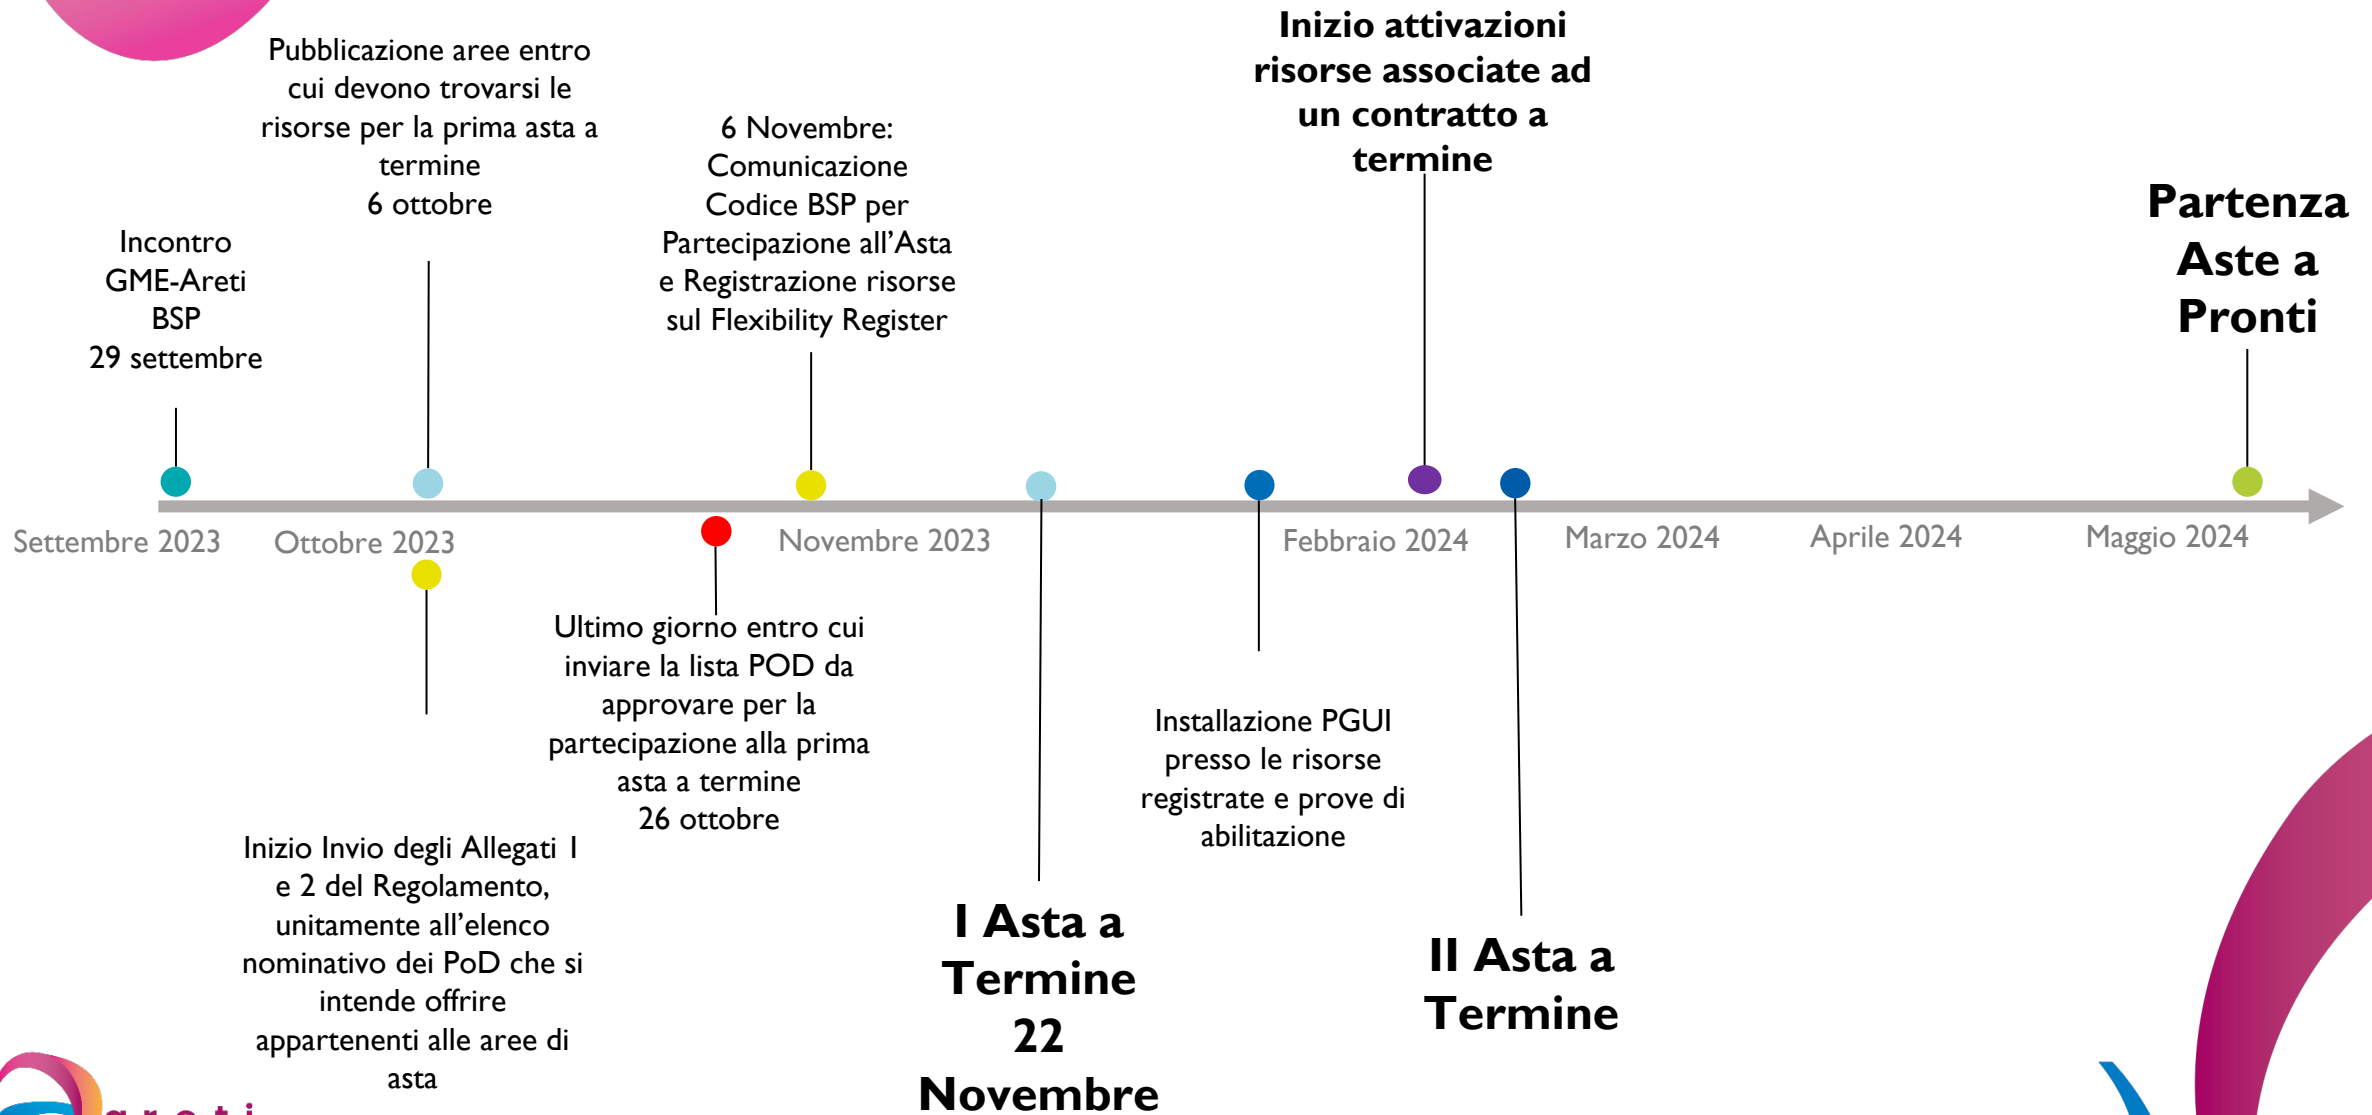 Inizio attivazioni
risorse associate ad
un contratto a
termine
Pubblicazione aree entro
cui devono trovarsi le
risorse per la prima asta a
termine
6 ottobre
6 Novembre:
Comunicazione
Codice BSP per
Partecipazione all’Asta
e Registrazione risorse
sul Flexibility Register
Partenza
Aste a
Pronti
Incontro
GME-Areti
BSP
29 settembre
Settembre 2023
Ottobre 2023
Novembre 2023
Febbraio 2024
Marzo 2024
Aprile 2024
Maggio 2024
Ultimo giorno entro cui
inviare la lista POD da
approvare per la
partecipazione alla prima
asta a termine
26 ottobre
Installazione PGUI
presso le risorse
registrate e prove di
abilitazione
Inizio Invio degli Allegati 1
e 2 del Regolamento,
unitamente all’elenco
nominativo dei PoD che si
intende offrire
appartenenti alle aree di
asta
I Asta a
Termine
22
Novembre
II Asta a
Termine
areti